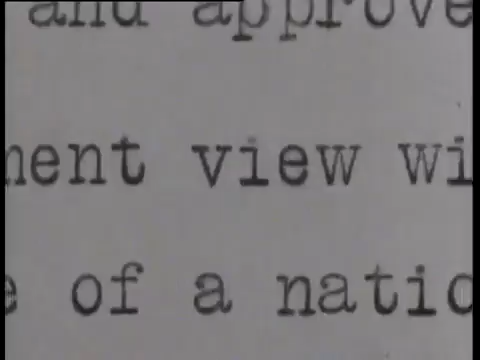 and approve
ment view wi
e of a natio